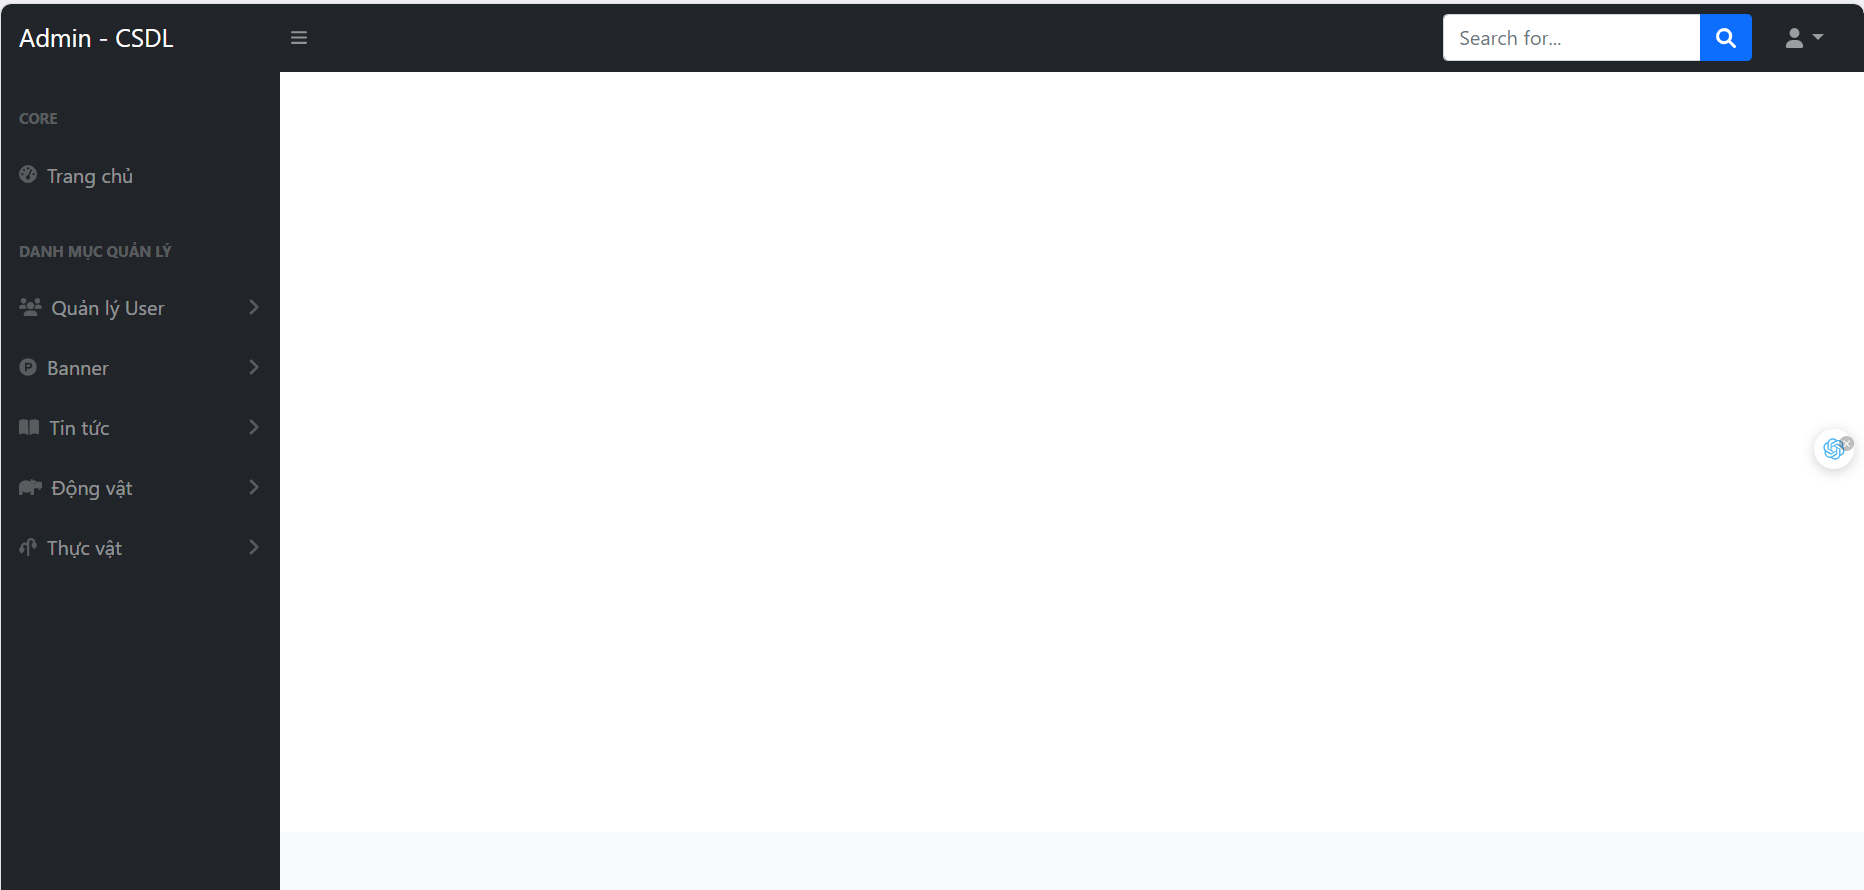 Admin - CSDL
Search for...
CORE
Trang chủ
DANH MỤC QUẢN LÝ
Quản lý User
Banner
Tin tức
Động vật
Thực vật